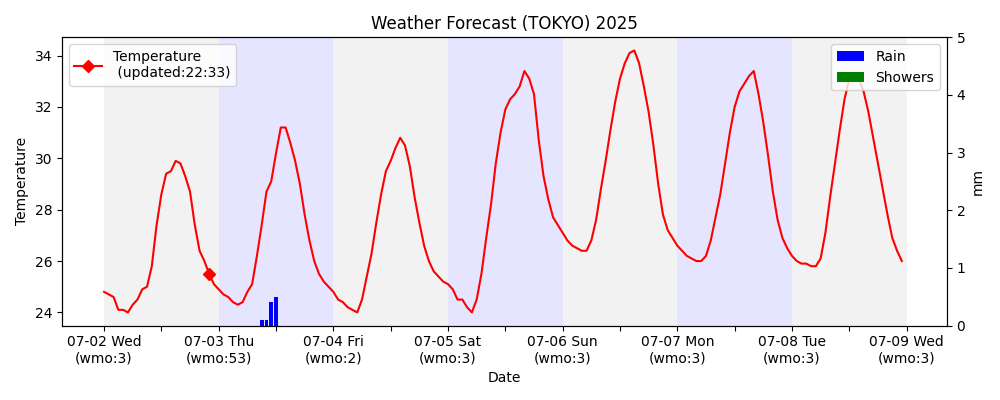 Weather Forecast (TOKYO) 2025
Temperature
(updated:22:33)
Rain
Showers
Temperature
34
32
30
28
26
24
5
4
3
2
1
0
mm
07-02 Wed
(wmo:3)
07-03 Thu
(wmo:53)
07-04 Fri
(wmo:2)
07-05 Sat
(wmo:3)
07-06 Sun
(wmo:3)
07-07 Mon
(wmo:3)
07-08 Tue
(wmo:3)
07-09 Wed
(wmo:3)
Date